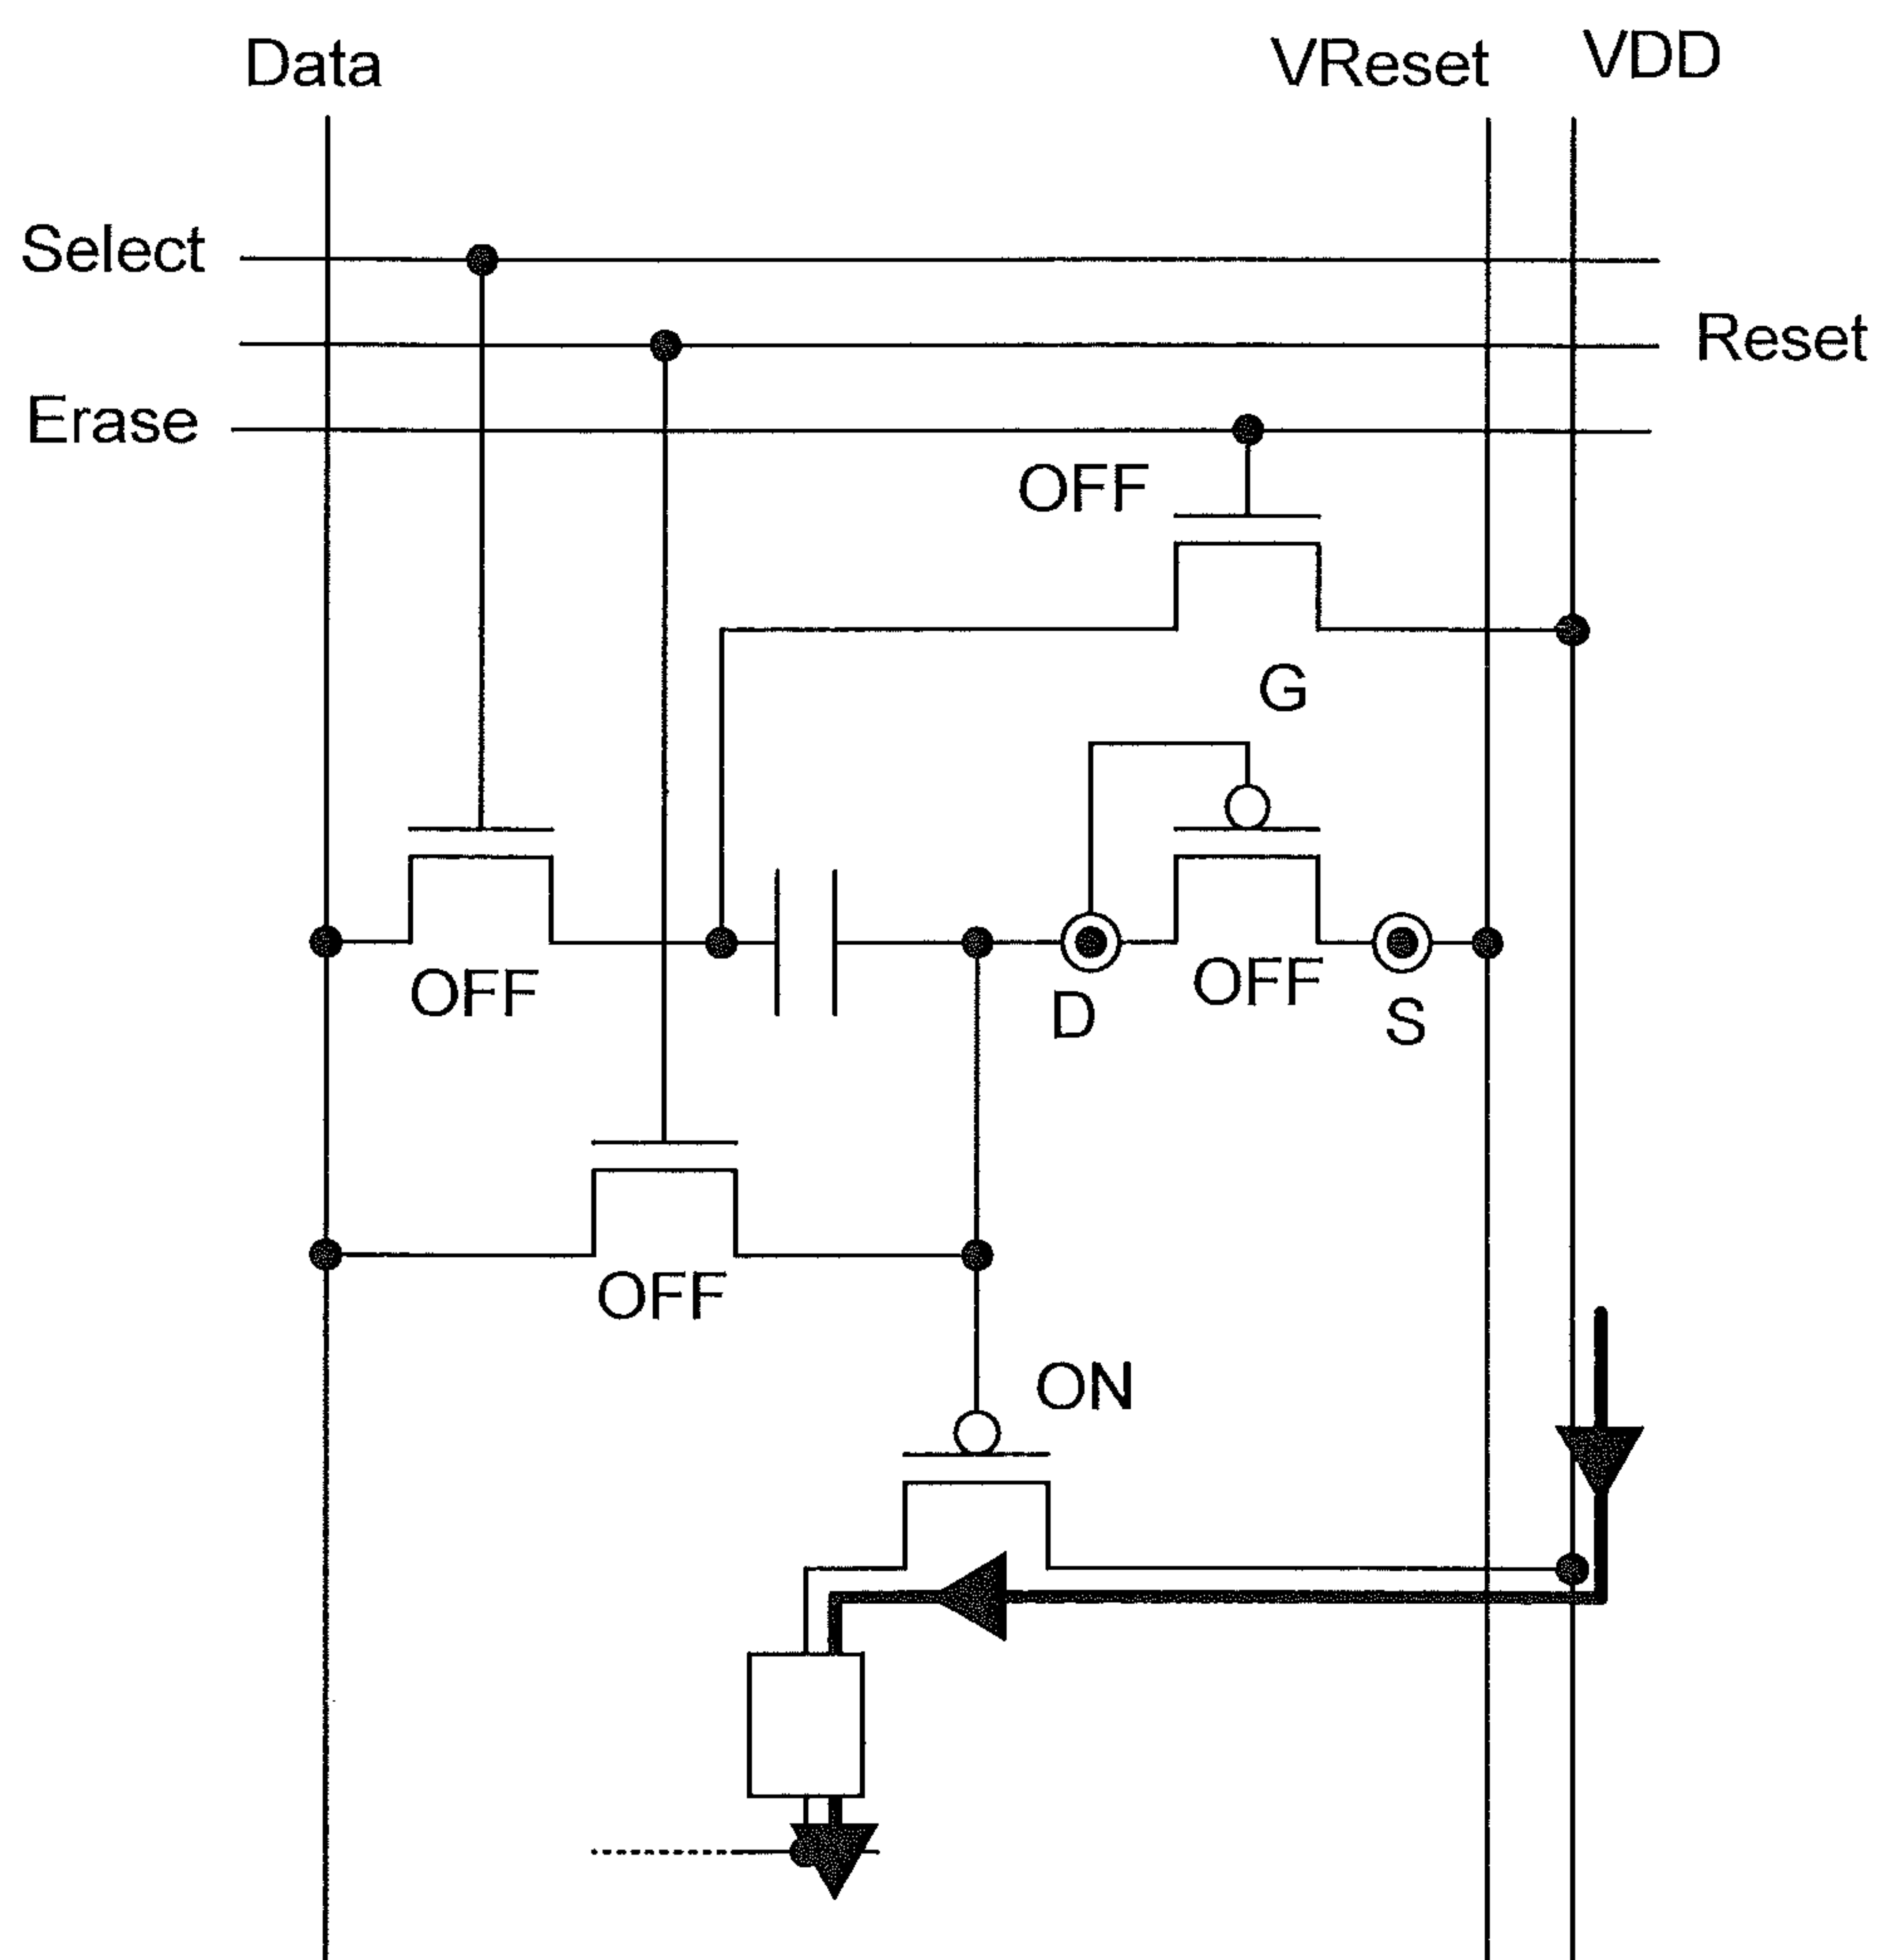 Data
VReset
VDD
Select
Reset
Erase
OFF
G
OFF
D
OFF
S
OFF
ON